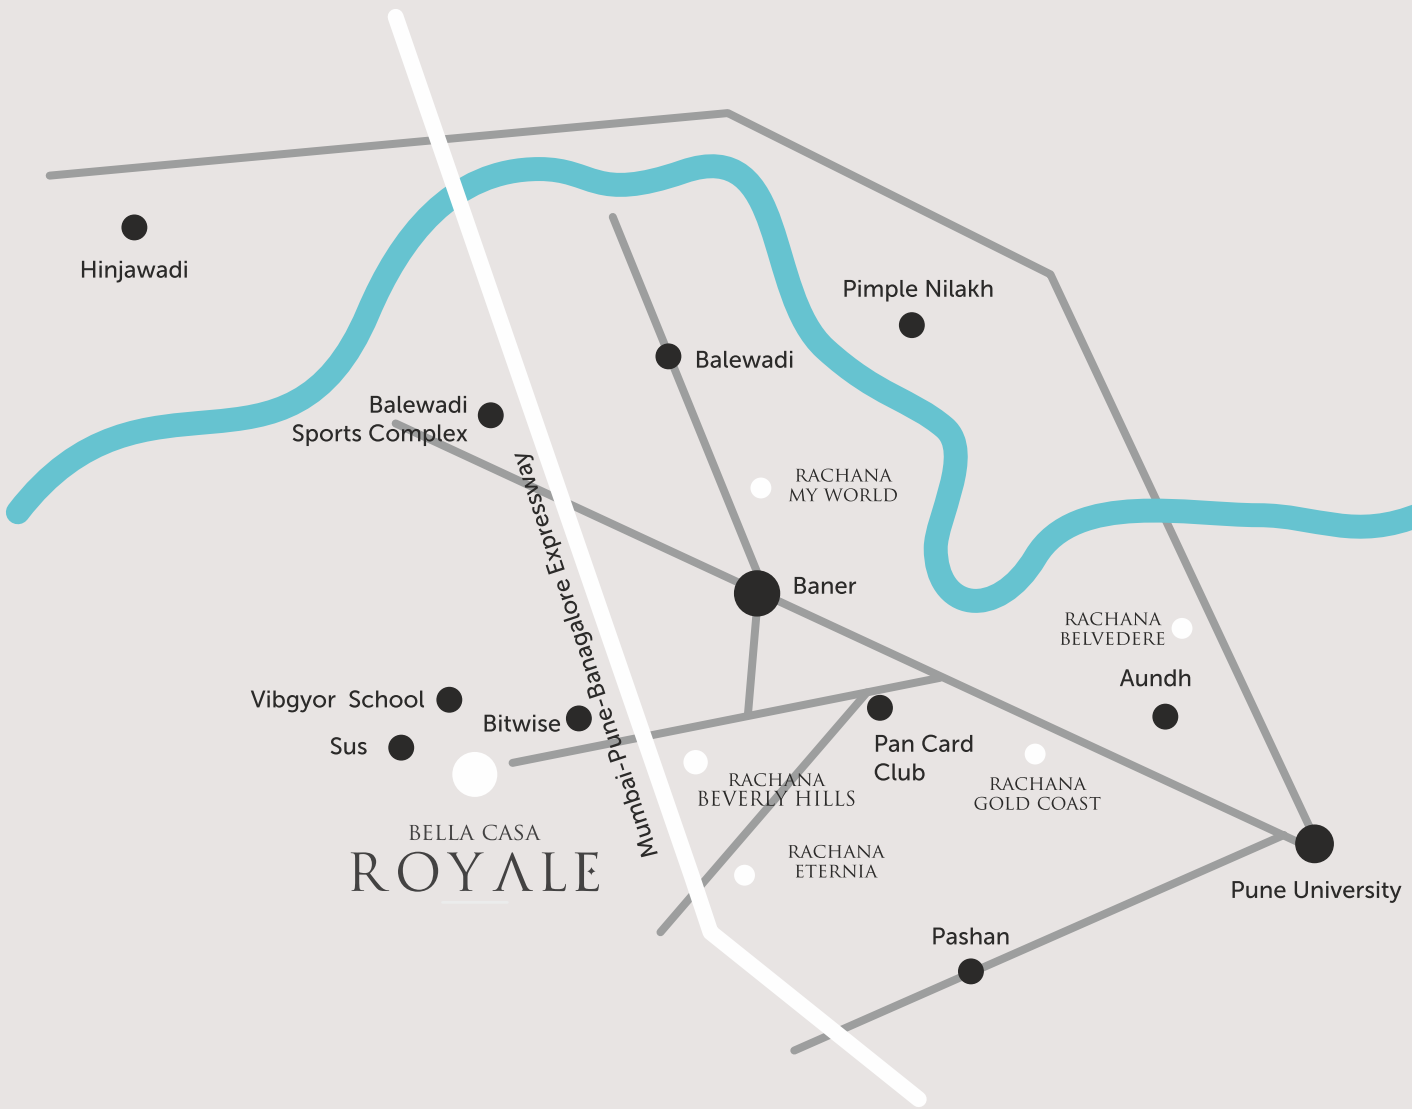 Hinjawadi
Pimple Nilakh
Balewadi
Balewadi
Sports Complex
Mumbai-Pune-Banagalore Expressway
RACHANA
MY WORLD
Baner
RACHANA
BELVEDERE
Aundh
Vibgyor School
Bitwise
Sus
Pan Card
Club
RACHANA
BEVERLY HILLS
RACHANA
GOLD COAST
BELLA CASA
ROYALE
RACHANA
ETERNIA
Pune University
Pashan